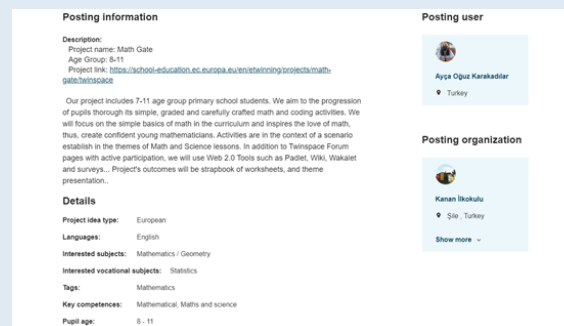 Posting information
Description:
Project name: Math Gate
Age Group: 8-11
Project link: https://school-education.ec.europa.eu/en/etwinning/projects/math-
gate/twinspace
Our project includes 7-11 age group primary school students. We aim to the progression
of pupils thorough its simple, graded and carefully crafted math and coding activities. We
will focus on the simple basics of math in the curriculum and inspires the love of math,
thus, create confident young mathematicians. Activities are in the context of a scenario
establish in the themes of Math and Science lessons. In addition to Twinspace Forum
pages with active participation, we will use Web 2.0 Tools such as Padlet, Wiki, Wakalet
and surveys... Project's outcomes will be strapbook of worksheets, and theme
presentation..
Details
Project idea type: European
Languages: English
Interested subjects: Mathematics / Geometry
Interested vocational subjects: Statistics
Tags: Mathematics
Key competences: Mathematical, Maths and science
Pupil age: 8 - 11
Posting user
Ayça Oğuz Karakadılar
Turkey
Posting organization
Kanan İlkokulu
Şile , Turkey
Show more